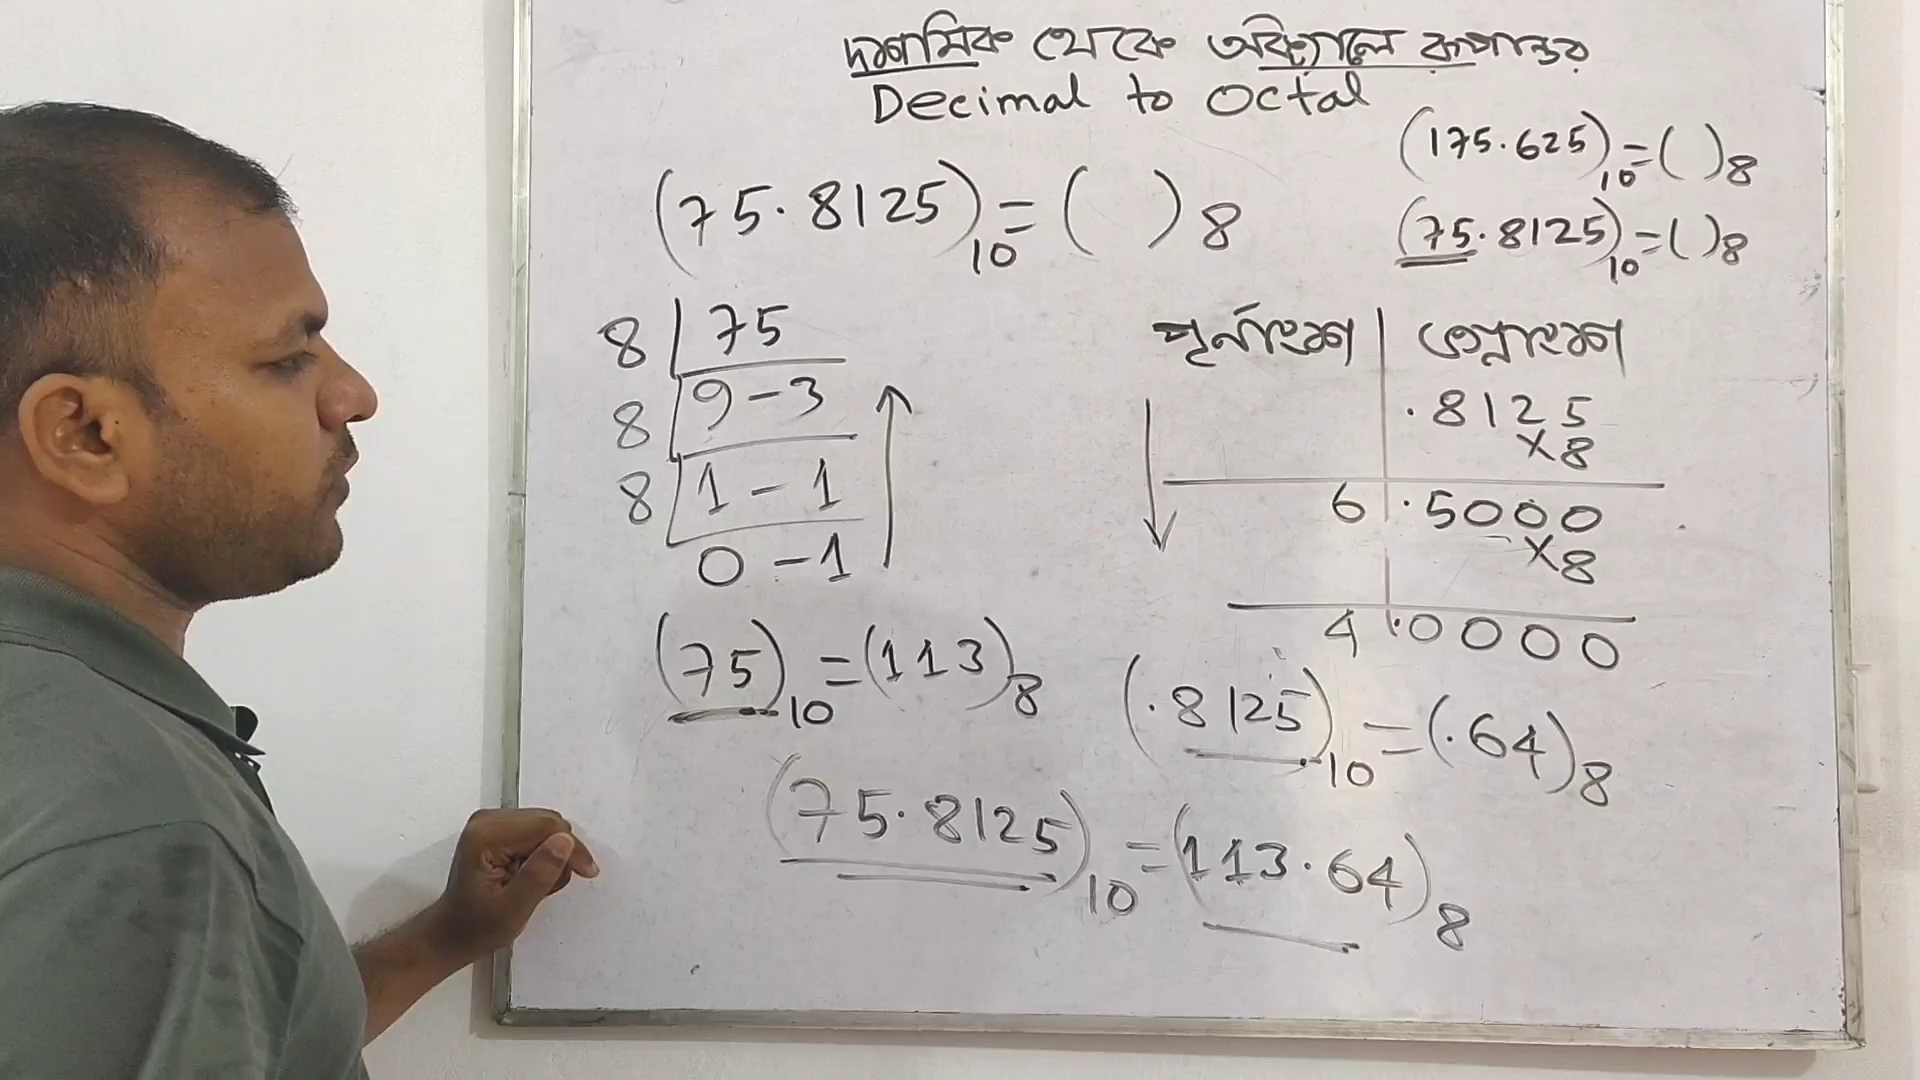 দশমিক থেকে অক্ট্যালে রূপান্তর
Decimal to Octal
(175.625)10=( )8
(75.8125)10=( )8
(75.8125)10=( )8
8 | 75
8 | 9 - 3
8 | 1 - 1
0 - 1
(75)10=(113)8
পূর্ণাংশ | ভগ্নাংশ
.8125
×8
6 .5000
×8
4 .0000
(.8125)10=(.64)8
(75.8125)10=(113.64)8